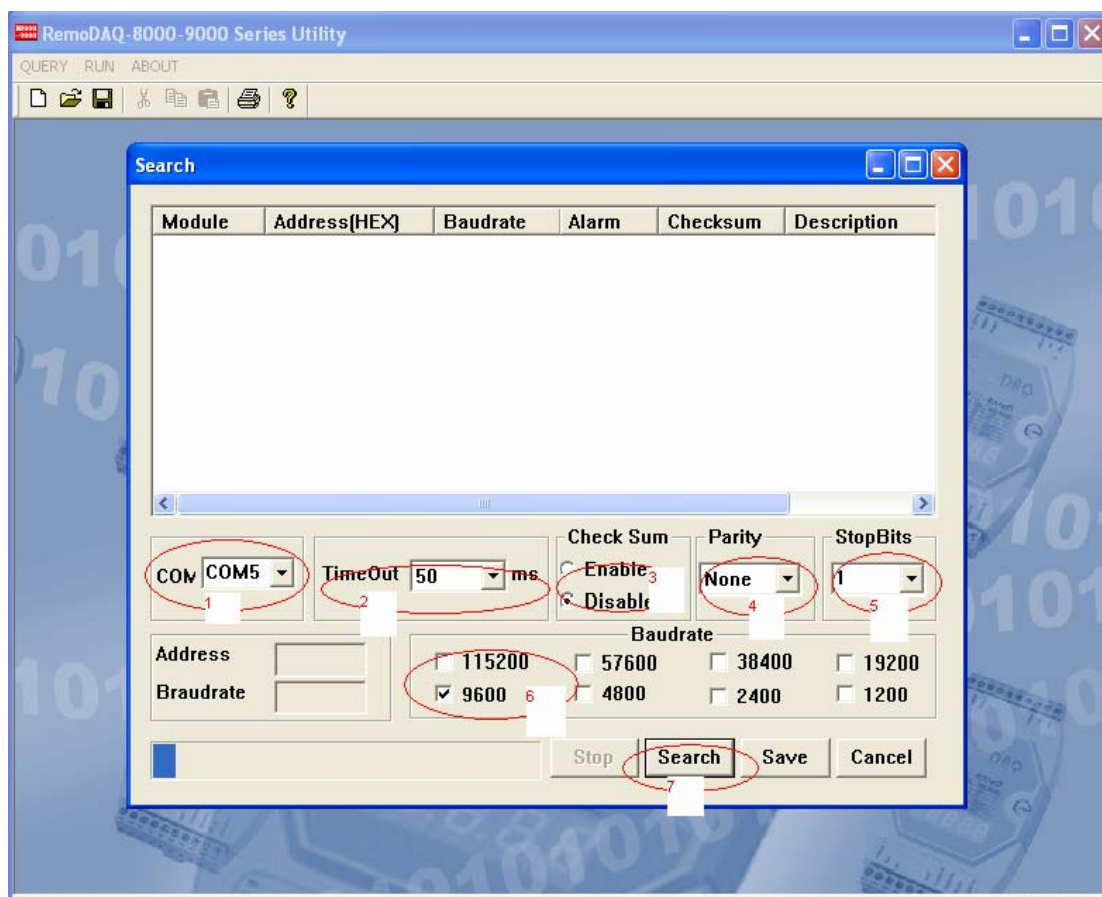 RemoDAQ-8000-9000 Series Utility
QUERY RUN ABOUT
Search
Module Address(HEX) Baudrate Alarm Checksum Description
Check Sum Parity StopBits
COM COM5 TimeOut 50 ms Enable 3 None 1
1 2 Disable 4 5
Baudrate
Address 115200 57600 38400 19200
Braudrate 9600 6 4800 2400 1200
Stop Search Save Cancel
7